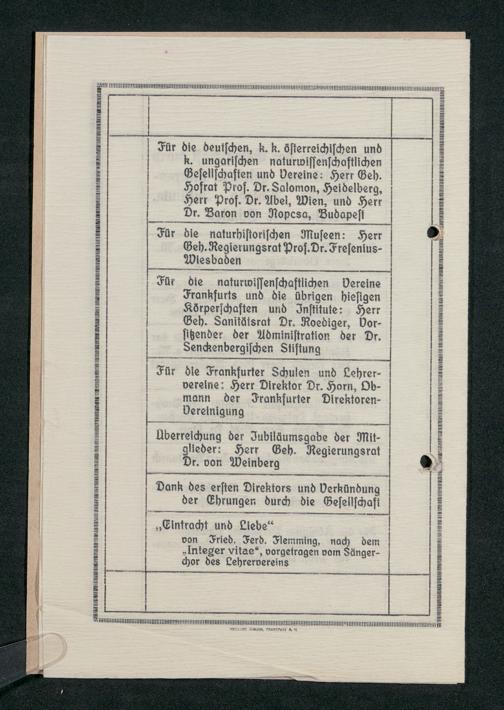 Für die deutschen, k. k. österreichischen und
k. ungarischen naturwissenschaftlichen
Gesellschaften und Vereine: Herr Geh.
Hofrat Prof. Dr. Salomon, Heidelberg,
Herr Prof. Dr. Abel, Wien, und Herr
Dr. Baron von Nopcsa, Budapest
Für die naturhistorischen Museen: Herr
Geh. Regierungsrat Prof. Dr. Fresenius-
Wiesbaden
Für die naturwissenschaftlichen Vereine
Frankfurts und die übrigen hiesigen
Körperschaften und Institute: Herr
Geh. Sanitätsrat Dr. Roediger, Vor-
sitzender der Administration der Dr.
Senckenbergischen Stiftung
Für die Frankfurter Schulen und Lehrer-
vereine: Herr Direktor Dr. Horn, Ob-
mann der Frankfurter Direktoren-
Vereinigung
Überreichung der Jubiläumsgabe der Mit-
glieder: Herr Geh. Regierungsrat
Dr. von Weinberg
Dank des ersten Direktors und Verkündung
der Ehrungen durch die Gesellschaft
„Eintracht und Liebe“
von Fried. Ferd. Flemming, nach dem
„Integer vitae“, vorgetragen vom Sänger-
chor des Lehrervereins
FRANKFURT A. M.